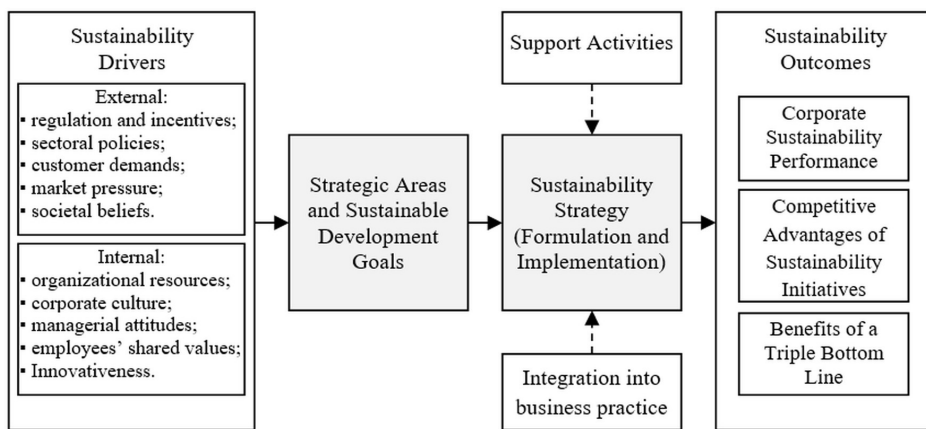 Sustainability
Drivers
External:
▪ regulation and incentives;
▪ sectoral policies;
▪ customer demands;
▪ market pressure;
▪ societal beliefs.
Internal:
▪ organizational resources;
▪ corporate culture;
▪ managerial attitudes;
▪ employees’ shared values;
▪ Innovativeness.
Strategic Areas
and Sustainable
Development
Goals
Support Activities
Sustainability
Strategy
(Formulation and
Implementation)
Integration into
business practice
Sustainability
Outcomes
Corporate
Sustainability
Performance
Competitive
Advantages of
Sustainability
Initiatives
Benefits of a
Triple Bottom
Line